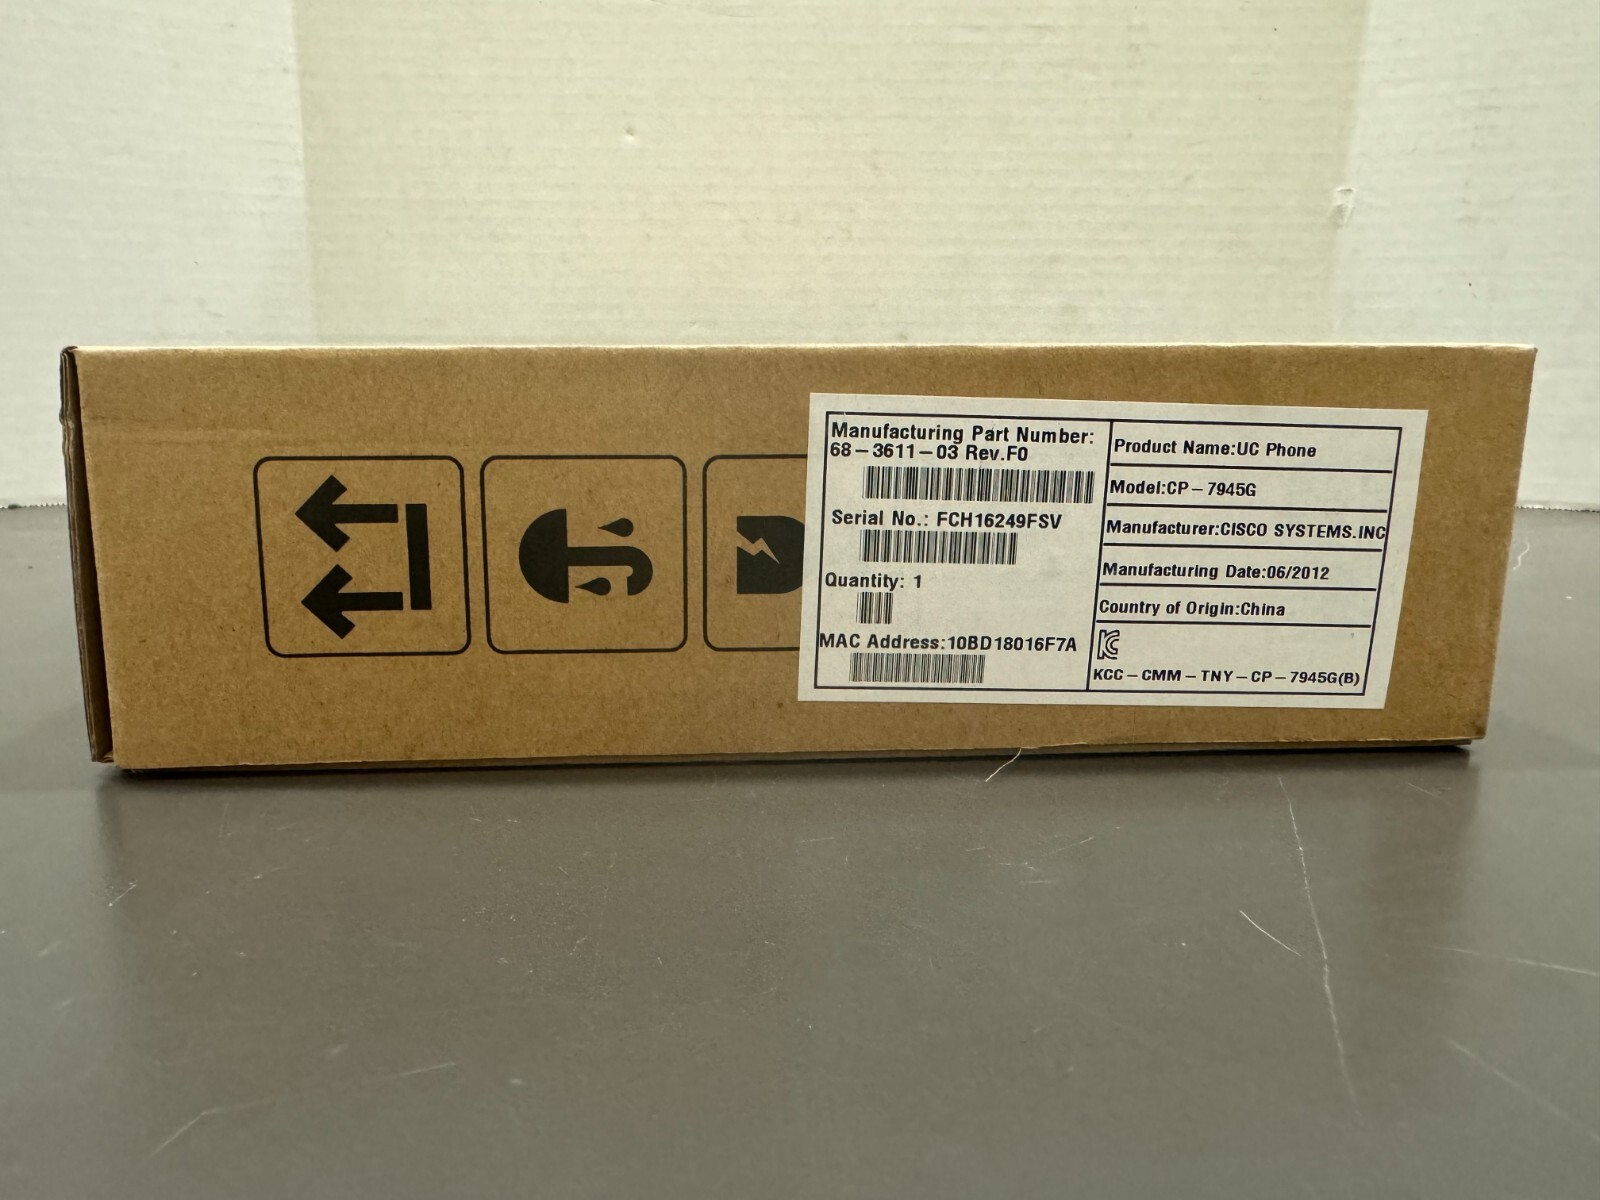 Manufacturing Part Number:
68-3611-03 Rev.F0
Serial No.: FCH16249FSV
Quantity: 1
MAC Address:10BD18016F7A
Product Name:UC Phone
Model:CP-7945G
Manufacturer:CISCO SYSTEMS.INC
Manufacturing Date:06/2012
Country of Origin:China
KCC-CMM-TNY-CP-7945G(B)